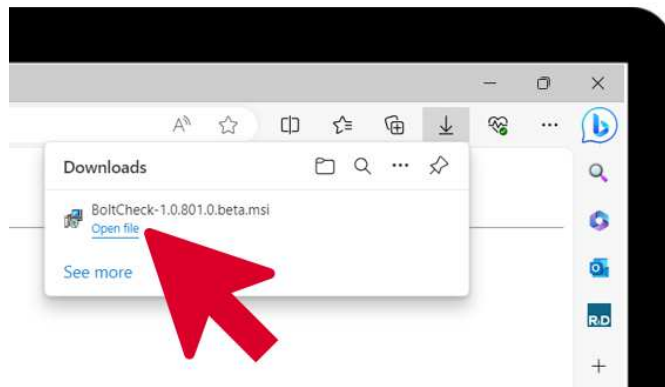 A
Downloads
BoltCheck-1.0.801.0.beta.msi
Open file
See more
R&D